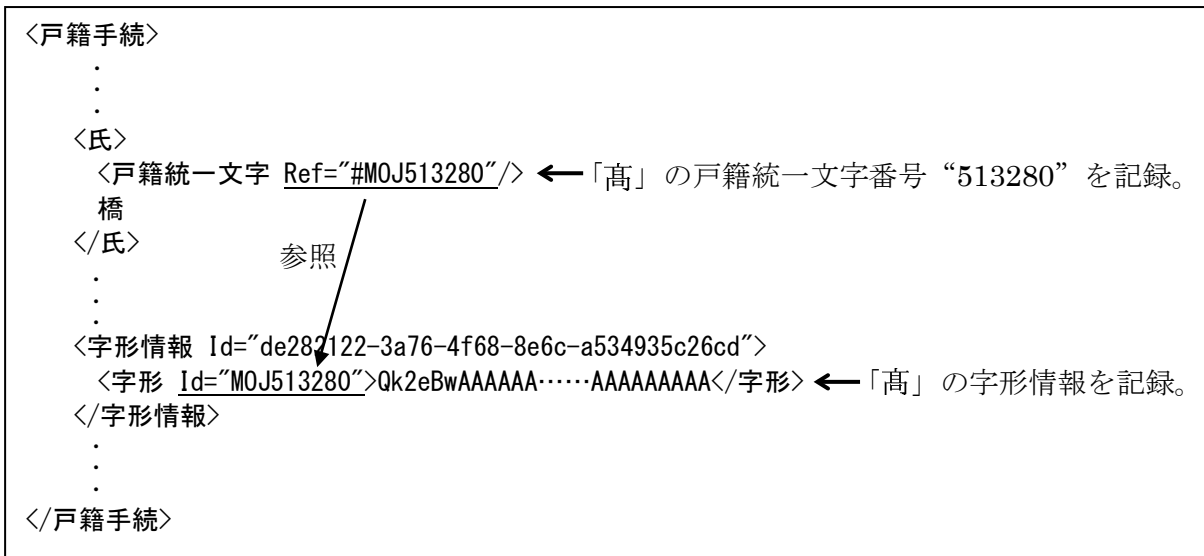 <戸籍手続>
.
.
.
<氏>
<戸籍統一文字 Ref="#MOJ513280"/> ←「髙」の戸籍統一文字番号“513280”を記録。
橋
</氏>
参照
.
.
.
<字形情報 Id="de282122-3a76-4f68-8e6c-a534935c26cd">
<字形 Id="MOJ513280">Qk2eBwAAAAAA……AAAAAAAAA</字形> ←「髙」の字形情報を記録。
</字形情報>
.
.
.
</戸籍手続>